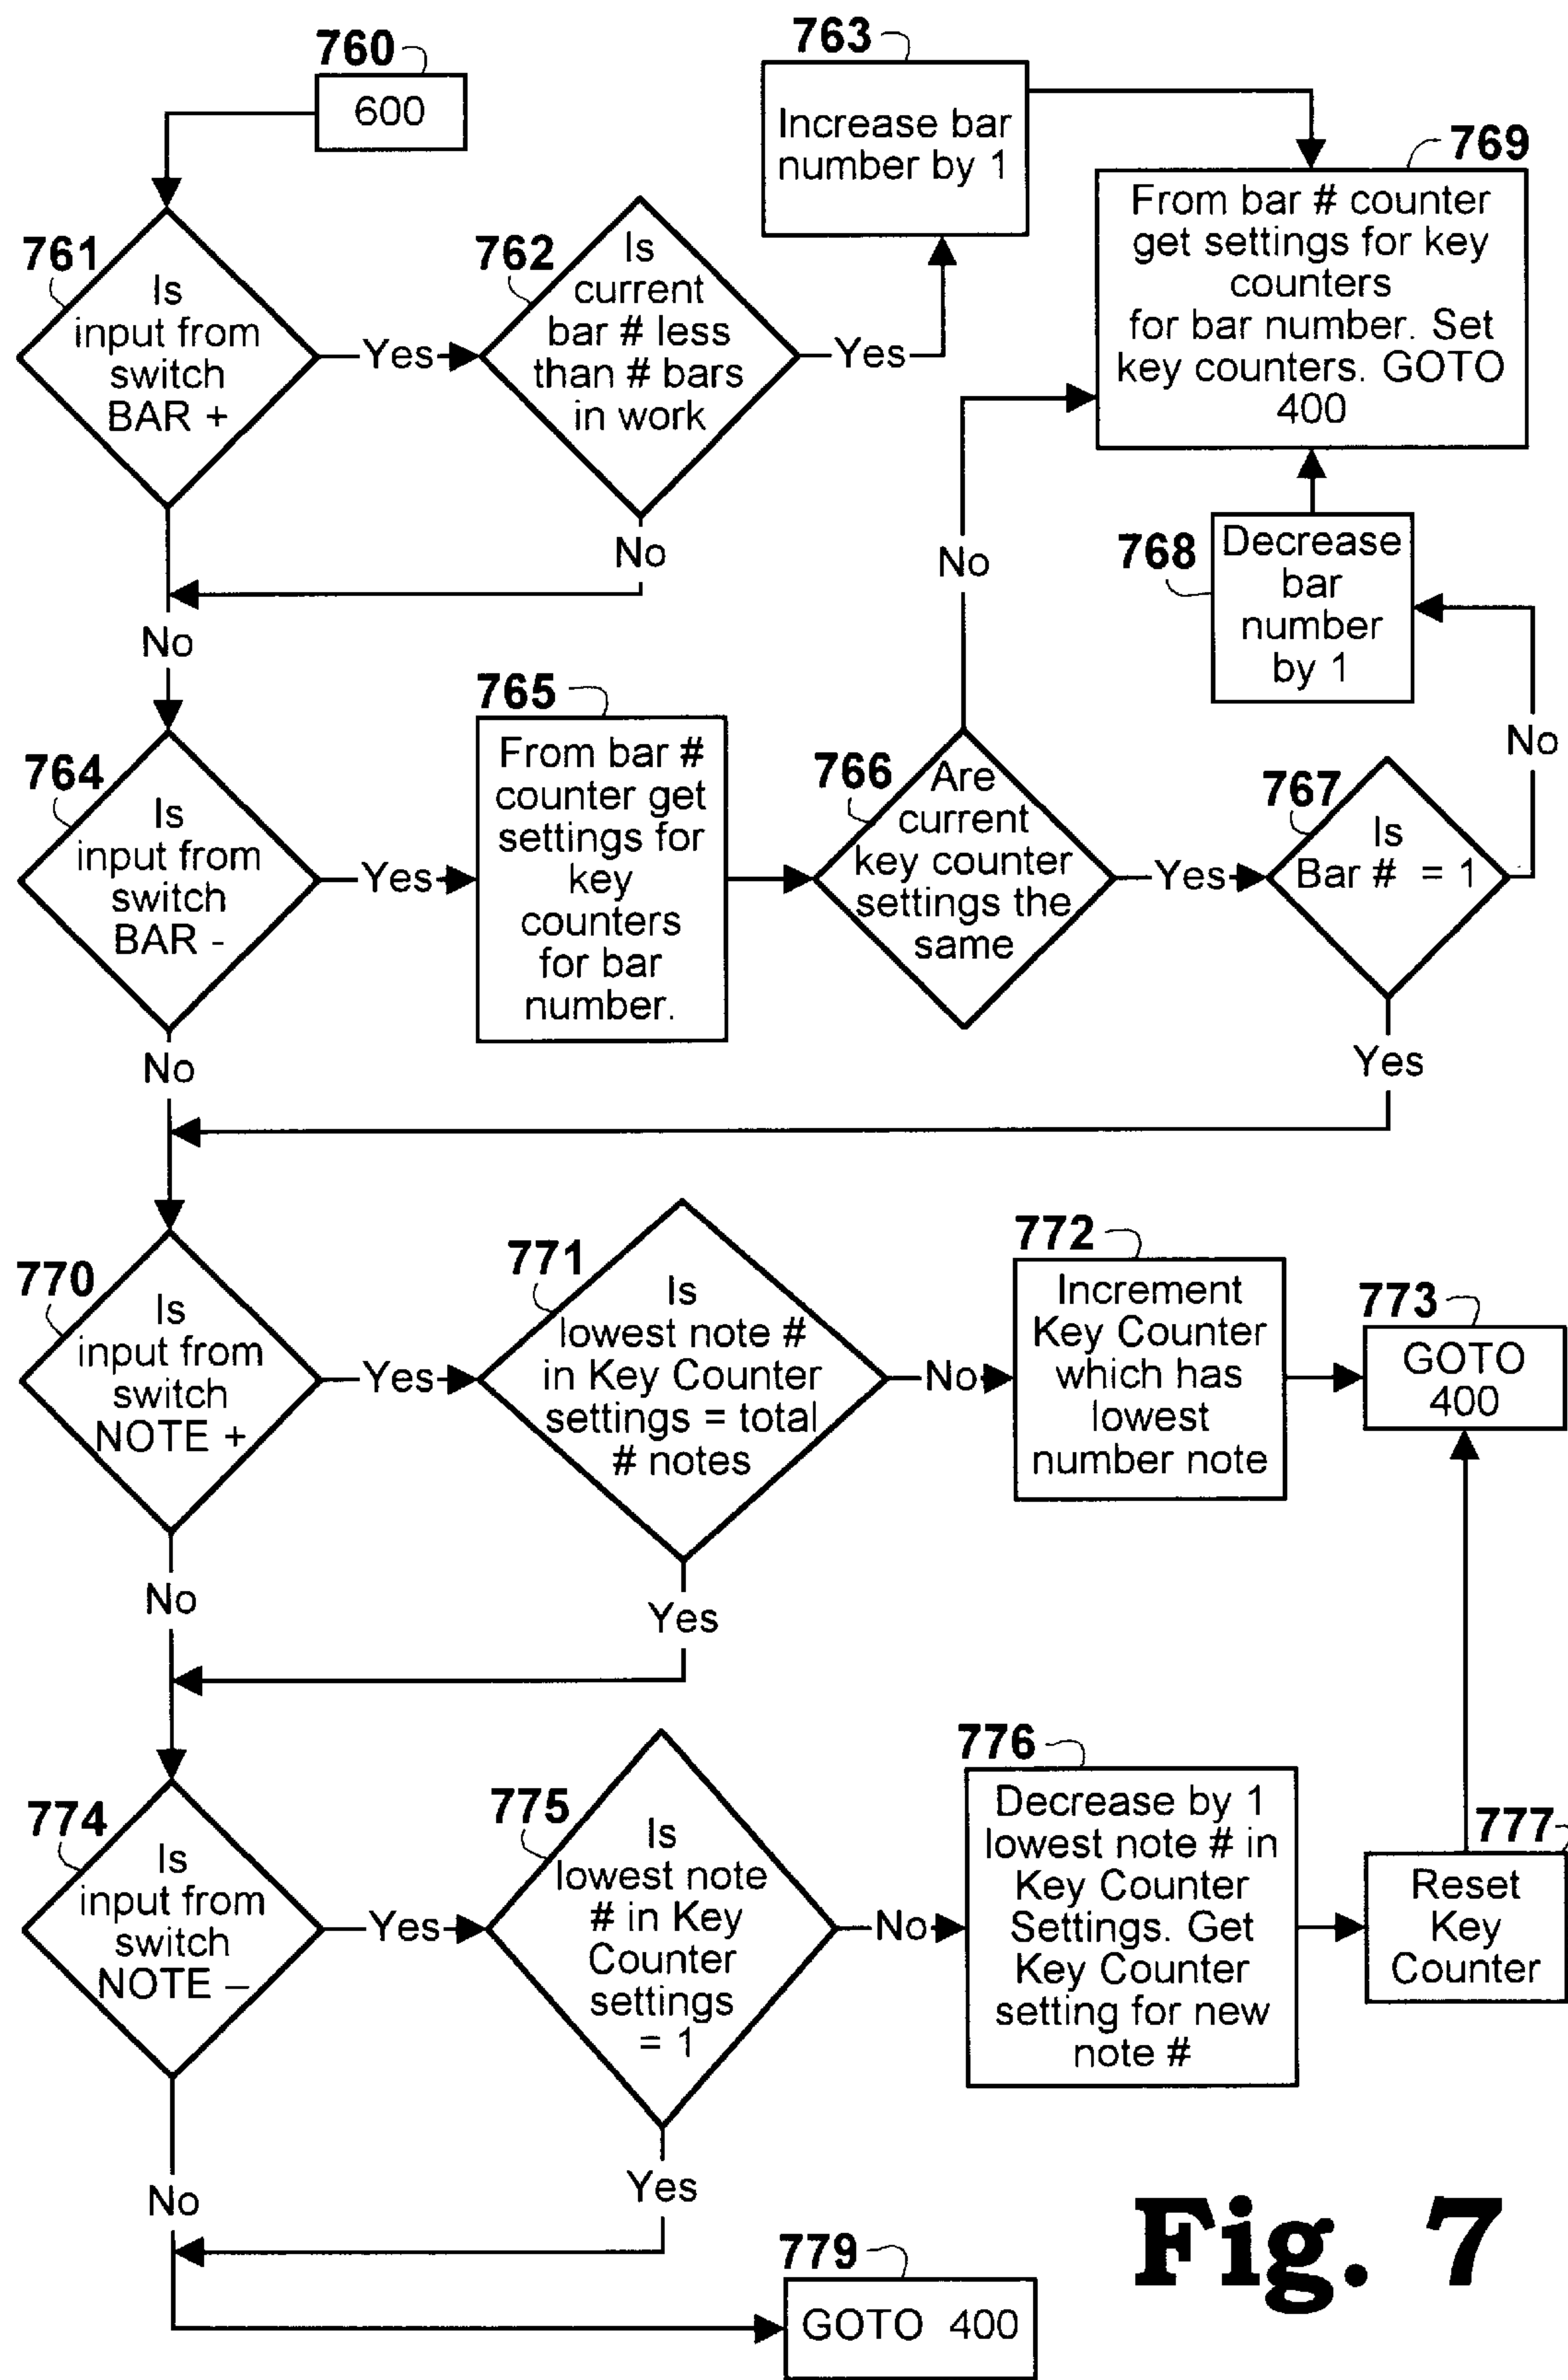 760
600
763
Increase bar
number by 1
769
From bar # counter
get settings for key
counters
for bar number. Set
key counters. GOTO
400
761
Is
input from
switch
BAR +
Yes
762
Is
current
bar # less
than # bars
in work
Yes
No
No
No
768
Decrease
bar
number
by 1
No
764
Is
input from
switch
BAR -
Yes
765
From bar #
counter get
settings for
key
counters
for bar
number.
766
Are
current
key counter
settings the
same
Yes
767
Is
Bar # = 1
No
Yes
770
Is
input from
switch
NOTE +
Yes
771
Is
lowest note #
in Key Counter
settings = total
# notes
No
772
Increment
Key Counter
which has
lowest
number note
773
GOTO
400
No
Yes
774
Is
input from
switch
NOTE –
Yes
775
Is
lowest note
# in Key
Counter
settings
= 1
No
776
Decrease by 1
lowest note # in
Key Counter
Settings. Get
Key Counter
setting for new
note #
777
Reset
Key
Counter
No
Yes
779
GOTO 400
Fig. 7